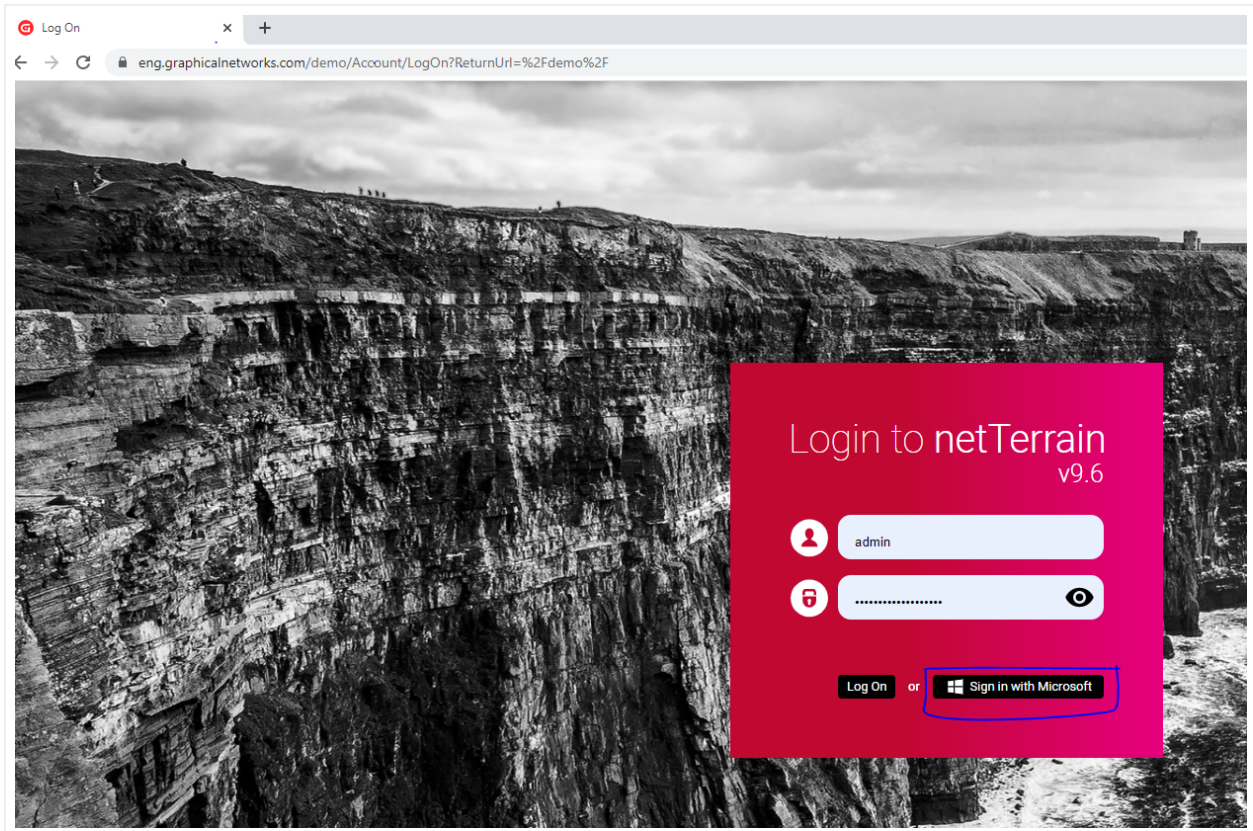 Log On
eng.graphicalnetworks.com/demo/Account/LogOn?ReturnUrl=%2Fdemo%2F
Login to netTerrain
v9.6
admin
...................
Log On or Sign in with Microsoft